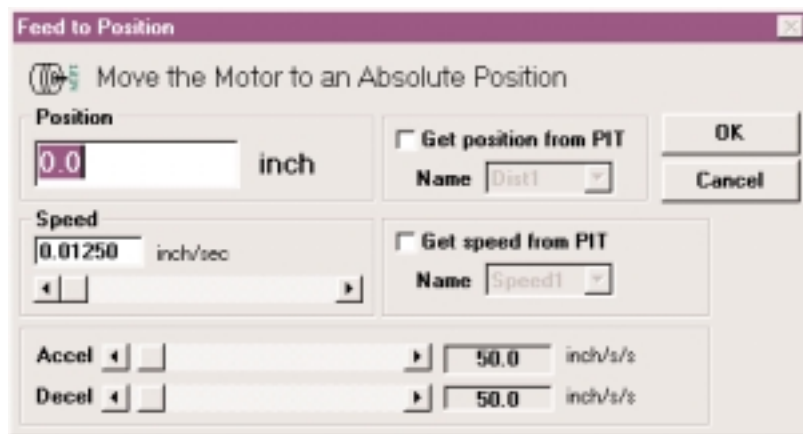 Feed to Position
Move the Motor to an Absolute Position
Position
0.0 inch
Get position from PIT
Name Dist1
OK
Cancel
Speed
0.01250 inch/sec
Get speed from PIT
Name Speed1
Accel 50.0 inch/s/s
Decel 50.0 inch/s/s